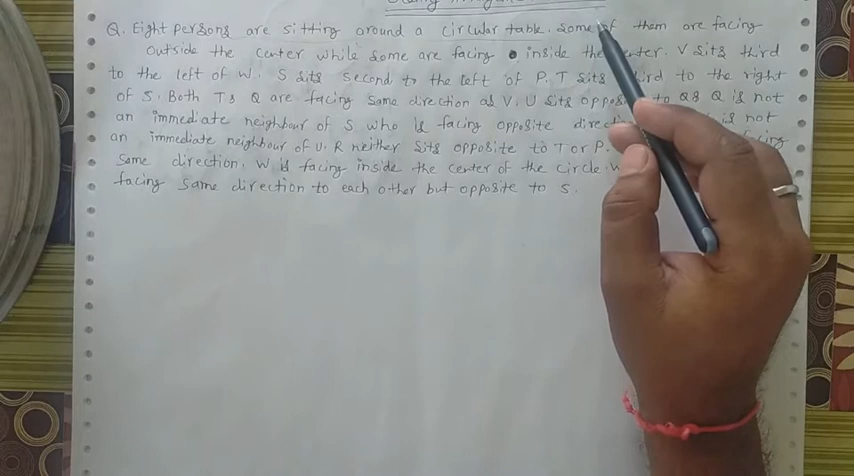 Q. Eight persons are sitting around a circular table. Some of them are facing
outside the center while some are facing inside the center. V sits third
to the left of W. S sits second to the left of P. T sits third to the right
of S. Both T & Q are facing same direction as V. U sits opposite to Q & Q is not
an immediate neighbour of S who is facing opposite is not
an immediate neighbour of U. R neither sits opposite to T or P.
same direction. W is facing inside the center of the circle.
facing same direction to each other but opposite to S.